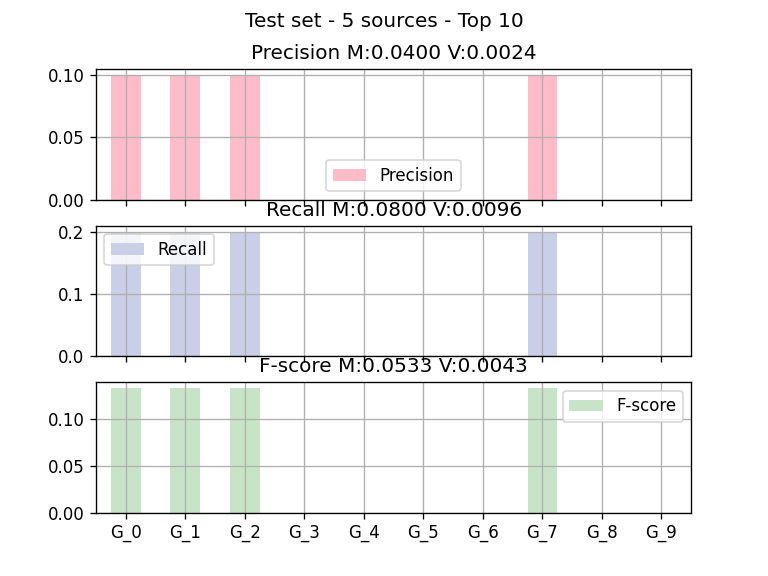 Test set - 5 sources - Top 10
Precision M:0.0400 V:0.0024
0.10
0.05
0.00
Precision
Recall M:0.0800 V:0.0096
0.2
0.1
0.0
Recall
F-score M:0.0533 V:0.0043
0.10
0.05
0.00
F-score
G_0 G_1 G_2 G_3 G_4 G_5 G_6 G_7 G_8 G_9